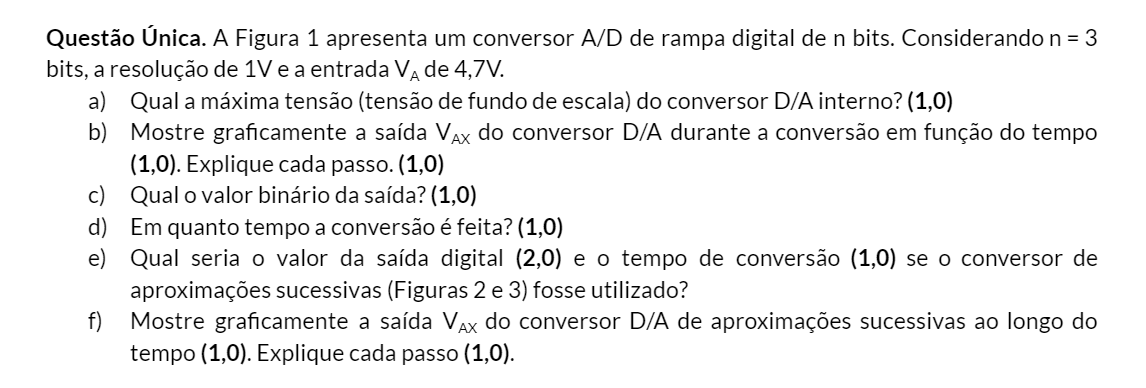 Questão Única. A Figura 1 apresenta um conversor A/D de rampa digital de n bits. Considerando n = 3
bits, a resolução de 1V e a entrada VA de 4,7V.
a) Qual a máxima tensão (tensão de fundo de escala) do conversor D/A interno? (1,0)
b) Mostre graficamente a saída VAX do conversor D/A durante a conversão em função do tempo
(1,0). Explique cada passo. (1,0)
c) Qual o valor binário da saída? (1,0)
d) Em quanto tempo a conversão é feita? (1,0)
e) Qual seria o valor da saída digital (2,0) e o tempo de conversão (1,0) se o conversor de
aproximações sucessivas (Figuras 2 e 3) fosse utilizado?
f) Mostre graficamente a saída VAX do conversor D/A de aproximações sucessivas ao longo do
tempo (1,0). Explique cada passo (1,0).